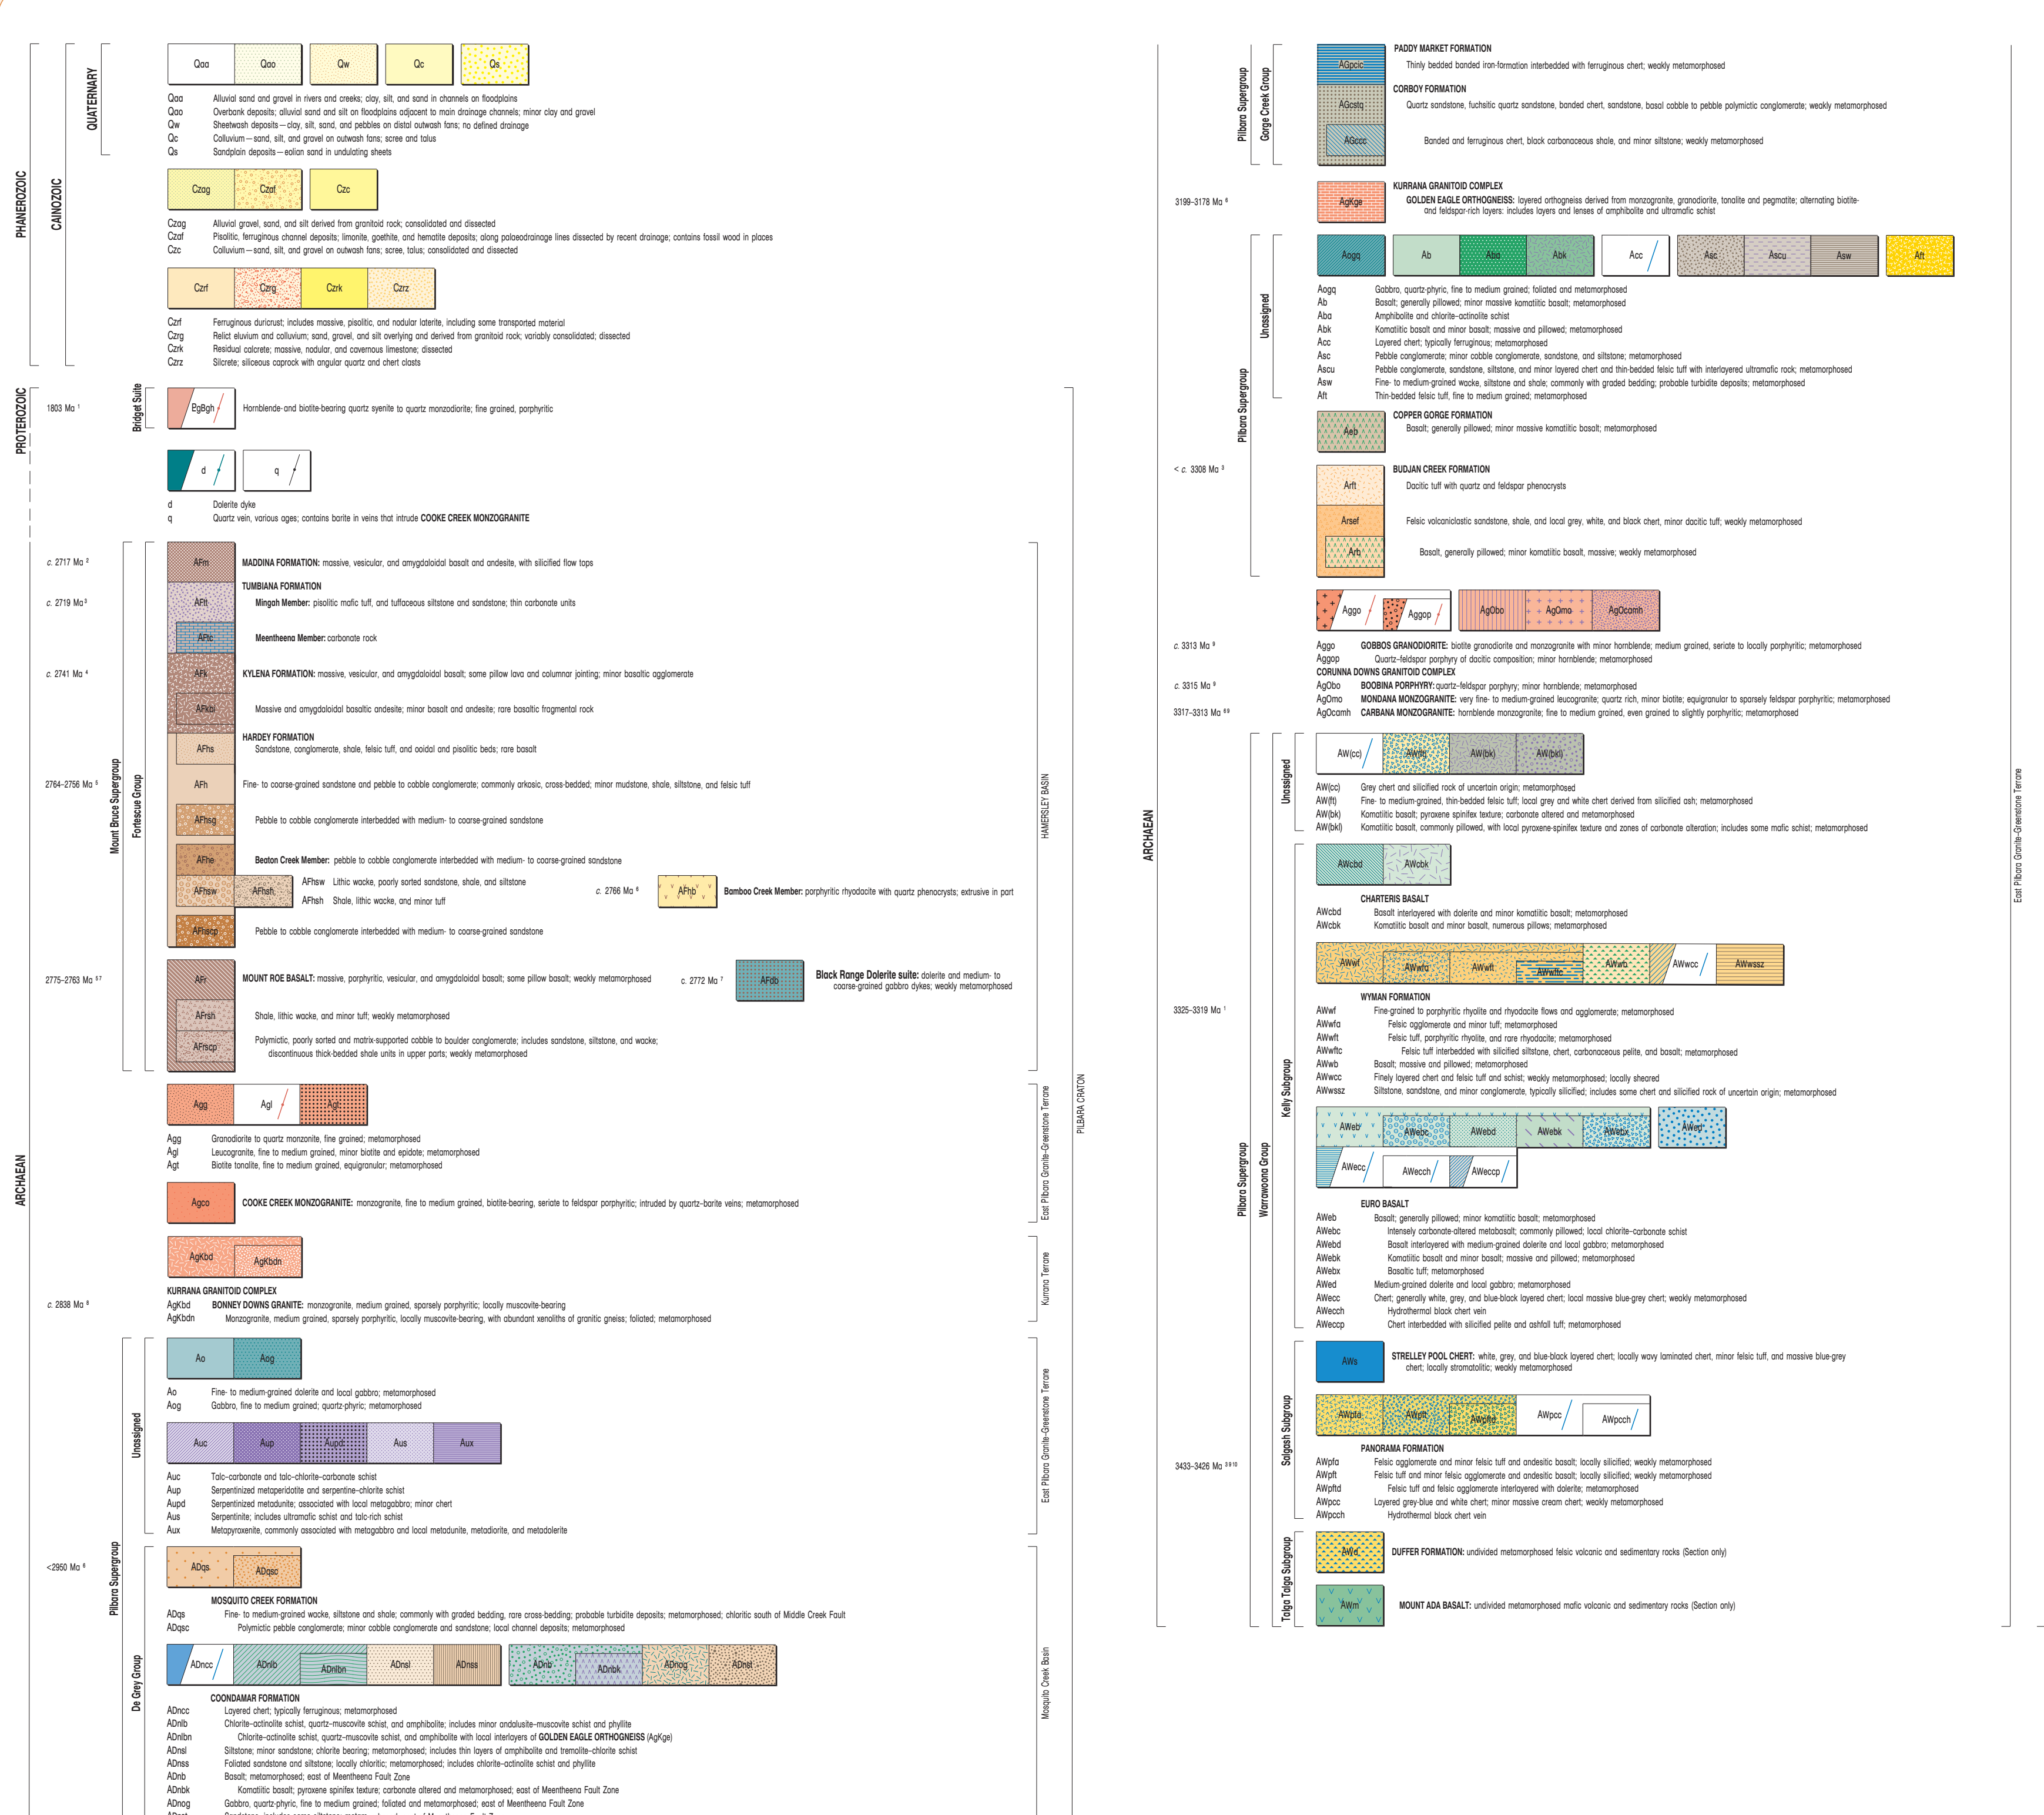 PHANEROZOIC
CAINOZOIC
QUATERNARY
Qaa Qao Qw Qc Qs
Qaa Alluvial sand and gravel in rivers and creeks; clay, silt, and sand in channels on floodplains
Qao Overbank deposits; alluvial sand and silt on floodplains adjacent to main drainage channels; minor clay and gravel
Qw Sheetwash deposits—clay, silt, sand, and pebbles on distal outwash fans; no defined drainage
Qc Colluvium—sand, silt, and gravel on outwash fans; scree and talus
Qs Sandplain deposits—eolian sand in undulating sheets
Czag Czaf Czc
Czag Alluvial gravel, sand, and silt derived from granitoid rock; consolidated and dissected
Czaf Pisolitic, ferruginous channel deposits; limonite, goethite, and hematite deposits; along palaeodrainage lines dissected by recent drainage; contains fossil wood in places
Czc Colluvium—sand, silt, and gravel on outwash fans; scree, talus; consolidated and dissected
Czrf Czrg Czrk Czrz
Czrf Ferruginous duricrust; includes massive, pisolitic, and nodular laterite, including some transported material
Czrg Relict eluvium and colluvium; sand, gravel, and silt overlying and derived from granitoid rock; variably consolidated; dissected
Czrk Residual calcrete; massive, nodular, and cavernous limestone; dissected
Czrz Silcrete; siliceous caprock with angular quartz and chert clasts
PROTEROZOIC
1803 Ma 1
Bridget Suite
PgBgh Hornblende-and biotite-bearing quartz syenite to quartz monzodiorite; fine grained, porphyritic
d q
d Dolerite dyke
q Quartz vein, various ages; contains barite in veins that intrude COOKE CREEK MONZOGRANITE
ARCHAEAN
Mount Bruce Supergroup
Fortescue Group
HAMERSLEY BASIN
PILBARA CRATON
c. 2717 Ma 2 AFm MADDINA FORMATION: massive, vesicular, and amygdaloidal basalt and andesite, with silicified flow tops
TUMBIANA FORMATION
c. 2719 Ma 3 AFtt Mingah Member: pisolitic mafic tuff, and tuffaceous siltstone and sandstone; thin carbonate units
AFtc Meentheena Member: carbonate rock
c. 2741 Ma 4 AFk KYLENA FORMATION: massive, vesicular, and amygdaloidal basalt; some pillow lava and columnar jointing; minor basaltic agglomerate
AFkbi Massive and amygdaloidal basaltic andesite; minor basalt and andesite; rare basaltic fragmental rock
HARDEY FORMATION
AFhs Sandstone, conglomerate, shale, felsic tuff, and ooidal and pisolitic beds; rare basalt
2764–2756 Ma 5 AFh Fine- to coarse-grained sandstone and pebble to cobble conglomerate; commonly arkosic, cross-bedded; minor mudstone, shale, siltstone, and felsic tuff
AFhsg Pebble to cobble conglomerate interbedded with medium- to coarse-grained sandstone
AFhe Beaton Creek Member: pebble to cobble conglomerate interbedded with medium- to coarse-grained sandstone
AFhsw AFhsh
AFhsw Lithic wacke, poorly sorted sandstone, shale, and siltstone
AFhsh Shale, lithic wacke, and minor tuff
c. 2766 Ma 6 AFhb Bamboo Creek Member: porphyritic rhyodacite with quartz phenocrysts; extrusive in part
AFhscp Pebble to cobble conglomerate interbedded with medium- to coarse-grained sandstone
2775–2763 Ma 6 7 AFr MOUNT ROE BASALT: massive, porphyritic, vesicular, and amygdaloidal basalt; some pillow basalt; weakly metamorphosed
c. 2772 Ma 7 AFdb Black Range Dolerite suite: dolerite and medium- to
coarse-grained gabbro dykes; weakly metamorphosed
AFrsh Shale, lithic wacke, and minor tuff; weakly metamorphosed
AFrscp Polymictic, poorly sorted and matrix-supported cobble to boulder conglomerate; includes sandstone, siltstone, and wacke;
discontinuous thick-bedded shale units in upper parts; weakly metamorphosed
East Pilbara Granite–Greenstone Terrane
Agg Agl Agt
Agg Granodiorite to quartz monzonite, fine grained; metamorphosed
Agl Leucogranite, fine to medium grained, minor biotite and epidote; metamorphosed
Agt Biotite tonalite, fine to medium grained, equigranular; metamorphosed
Agco COOKE CREEK MONZOGRANITE: monzogranite, fine to medium grained, biotite-bearing, seriate to feldspar porphyritic; intruded by quartz–barite veins; metamorphosed
Kurrana Terrane
AgKbd AgKbdn
KURRANA GRANITOID COMPLEX
c. 2838 Ma 6 AgKbd BONNEY DOWNS GRANITE: monzogranite, medium grained, sparsely porphyritic; locally muscovite-bearing
AgKbdn Monzogranite, medium grained, sparsely porphyritic, locally muscovite-bearing, with abundant xenoliths of granitic gneiss; foliated; metamorphosed
Pilbara Supergroup
Unassigned
East Pilbara Granite–Greenstone Terrane
Ao Aog
Ao Fine- to medium-grained dolerite and local gabbro; metamorphosed
Aog Gabbro, fine to medium grained; quartz-phyric; metamorphosed
Auc Aup Aupd Aus Aux
Auc Talc–carbonate and talc–chlorite–carbonate schist
Aup Serpentinized metaperidotite and serpentine–chlorite schist
Aupd Serpentinized metadunite; associated with local metagabbro; minor chert
Aus Serpentinite; includes ultramafic schist and talc-rich schist
Aux Metapyroxenite, commonly associated with metagabbro and local metadunite, metadiorite, and metadolerite
De Grey Group
Mosquito Creek Basin
<2950 Ma 6 ADqs ADqsc
MOSQUITO CREEK FORMATION
ADqs Fine- to medium-grained wacke, siltstone and shale; commonly with graded bedding, rare cross-bedding; probable turbidite deposits; metamorphosed; chloritic south of Middle Creek Fault
ADqsc Polymictic pebble conglomerate; minor cobble conglomerate and sandstone; local channel deposits; metamorphosed
ADncc ADnlb ADnlbn ADnsl ADnss ADnb ADnbk ADnog ADnst
COONDAMAR FORMATION
ADncc Layered chert; typically ferruginous; metamorphosed
ADnlb Chlorite–actinolite schist, quartz–muscovite schist, and amphibolite; includes minor andalusite–muscovite schist and phyllite
ADnlbn Chlorite–actinolite schist, quartz–muscovite schist, and amphibolite with local interlayers of GOLDEN EAGLE ORTHOGNEISS (AgKge)
ADnsl Siltstone; minor sandstone; chlorite bearing; metamorphosed; includes thin layers of amphibolite and tremolite–chlorite schist
ADnss Foliated sandstone and siltstone; locally chloritic; metamorphosed; includes chlorite–actinolite schist and phyllite
ADnb Basalt; metamorphosed; east of Meentheena Fault Zone
ADnbk Komatiitic basalt; pyroxene spinifex texture; carbonate altered and metamorphosed; east of Meentheena Fault Zone
ADnog Gabbro, quartz-phyric, fine to medium grained; foliated and metamorphosed; east of Meentheena Fault Zone
ARCHAEAN
East Pilbara Granite–Greenstone Terrane
Pilbara Supergroup
Gorge Creek Group
AGpcic PADDY MARKET FORMATION
Thinly bedded banded iron-formation interbedded with ferruginous chert; weakly metamorphosed
CORBOY FORMATION
AGcstq Quartz sandstone, fuchsitic quartz sandstone, banded chert, sandstone, basal cobble to pebble polymictic conglomerate; weakly metamorphosed
AGccc Banded and ferruginous chert, black carbonaceous shale, and minor siltstone; weakly metamorphosed
KURRANA GRANITOID COMPLEX
3199–3178 Ma 6 AgKge GOLDEN EAGLE ORTHOGNEISS: layered orthogneiss derived from monzogranite, granodiorite, tonalite and pegmatite; alternating biotite-
and feldspar-rich layers: includes layers and lenses of amphibolite and ultramafic schist
Pilbara Supergroup
Unassigned
Aogq Ab Aba Abk Acc Asc Ascu Asw Aft
Aogq Gabbro, quartz-phyric, fine to medium grained; foliated and metamorphosed
Ab Basalt; generally pillowed; minor massive komatiitic basalt; metamorphosed
Aba Amphibolite and chlorite–actinolite schist
Abk Komatiitic basalt and minor basalt; massive and pillowed; metamorphosed
Acc Layered chert; typically ferruginous; metamorphosed
Asc Pebble conglomerate; minor cobble conglomerate, sandstone, and siltstone; metamorphosed
Ascu Pebble conglomerate, sandstone, siltstone, and minor layered chert and thin-bedded felsic tuff with interlayered ultramafic rock; metamorphosed
Asw Fine- to medium-grained wacke, siltstone and shale; commonly with graded bedding; probable turbidite deposits; metamorphosed
Aft Thin-bedded felsic tuff, fine to medium grained; metamorphosed
COPPER GORGE FORMATION
Aeb Basalt; generally pillowed; minor massive komatiitic basalt; metamorphosed
< c. 3308 Ma 3 BUDJAN CREEK FORMATION
Arft Dacitic tuff with quartz and feldspar phenocrysts
Arsef Felsic volcaniclastic sandstone, shale, and local grey, white, and black chert, minor dacitic tuff; weakly metamorphosed
Arb Basalt, generally pillowed; minor komatiitic basalt, massive; weakly metamorphosed
Aggo Aggop AgObo AgOmo AgOcamh
c. 3313 Ma 9 Aggo GOBBOS GRANODIORITE: biotite granodiorite and monzogranite with minor hornblende; medium grained, seriate to locally porphyritic; metamorphosed
Aggop Quartz–feldspar porphyry of dacitic composition; minor hornblende; metamorphosed
CORUNNA DOWNS GRANITOID COMPLEX
c. 3315 Ma 9 AgObo BOOBINA PORPHYRY: quartz–feldspar porphyry; minor hornblende; metamorphosed
AgOmo MONDANA MONZOGRANITE: very fine- to medium-grained leucogranite; quartz rich, minor biotite; equigranular to sparsely feldspar porphyritic; metamorphosed
3317–3313 Ma 6 9 AgOcamh CARBANA MONZOGRANITE: hornblende monzogranite; fine to medium grained, even grained to slightly porphyritic; metamorphosed
Pilbara Supergroup
Warrawoona Group
Unassigned
AW(cc) AW(ft) AW(bk) AW(bkl)
AW(cc) Grey chert and silicified rock of uncertain origin; metamorphosed
AW(ft) Fine- to medium-grained, thin-bedded felsic tuff; local grey and white chert derived from silicified ash; metamorphosed
AW(bk) Komatiitic basalt; pyroxene spinifex texture; carbonate altered and metamorphosed
AW(bkl) Komatiitic basalt, commonly pillowed, with local pyroxene-spinifex texture and zones of carbonate alteration; includes some mafic schist; metamorphosed
Kelly Subgroup
AWcbd AWcbk
CHARTERIS BASALT
AWcbd Basalt interlayered with dolerite and minor komatiitic basalt; metamorphosed
AWcbk Komatiitic basalt and minor basalt, numerous pillows; metamorphosed
AWwf AWwfa AWwft AWwftc AWwb AWwcc AWwssz
WYMAN FORMATION
3325–3319 Ma 1 AWwf Fine-grained to porphyritic rhyolite and rhyodacite flows and agglomerate; metamorphosed
AWwfa Felsic agglomerate and minor tuff; metamorphosed
AWwft Felsic tuff, porphyritic rhyolite, and rare rhyodacite; metamorphosed
AWwftc Felsic tuff interbedded with silicified siltstone, chert, carbonaceous pelite, and basalt; metamorphosed
AWwb Basalt; massive and pillowed; metamorphosed
AWwcc Finely layered chert and felsic tuff and schist; weakly metamorphosed; locally sheared
AWwssz Siltstone, sandstone, and minor conglomerate, typically silicified; includes some chert and silicified rock of uncertain origin; metamorphosed
AWeb AWebc AWebd AWebk AWebx AWed
AWecc AWecch AWeccp
EURO BASALT
AWeb Basalt; generally pillowed; minor komatiitic basalt; metamorphosed
AWebc Intensely carbonate-altered metabasalt; commonly pillowed; local chlorite–carbonate schist
AWebd Basalt interlayered with medium-grained dolerite and local gabbro; metamorphosed
AWebk Komatiitic basalt and minor basalt; massive and pillowed; metamorphosed
AWebx Basaltic tuff; metamorphosed
AWed Medium-grained dolerite and local gabbro; metamorphosed
AWecc Chert; generally white, grey, and blue-black layered chert; local massive blue-grey chert; weakly metamorphosed
AWecch Hydrothermal black chert vein
AWeccp Chert interbedded with silicified pelite and ashfall tuff; metamorphosed
Salgash Subgroup
AWs STRELLEY POOL CHERT: white, grey, and blue-black layered chert; locally wavy laminated chert, minor felsic tuff, and massive blue-grey
chert; locally stromatolitic; weakly metamorphosed
AWpfa AWpft AWpftd AWpcc AWpcch
PANORAMA FORMATION
3433–3426 Ma 3 9 10 AWpfa Felsic agglomerate and minor felsic tuff and andesitic basalt; locally silicified; weakly metamorphosed
AWpft Felsic tuff and minor felsic agglomerate and andesitic basalt; locally silicified; weakly metamorphosed
AWpftd Felsic tuff and felsic agglomerate interlayered with dolerite; metamorphosed
AWpcc Layered grey-blue and white chert; minor massive cream chert; weakly metamorphosed
AWpcch Hydrothermal black chert vein
Talga Talga Subgroup
AWd DUFFER FORMATION: undivided metamorphosed felsic volcanic and sedimentary rocks (Section only)
AWm MOUNT ADA BASALT: undivided metamorphosed mafic volcanic and sedimentary rocks (Section only)